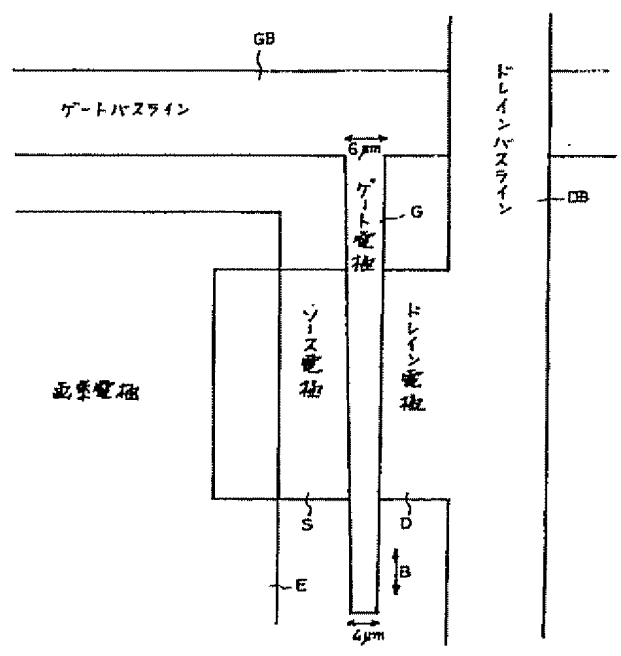 GB
ゲートバスライン
ドレインバスライン
6μm
ゲート電極
G
DB
ソース電極
ドレイン電極
画素電極
S
D
B
E
4μm